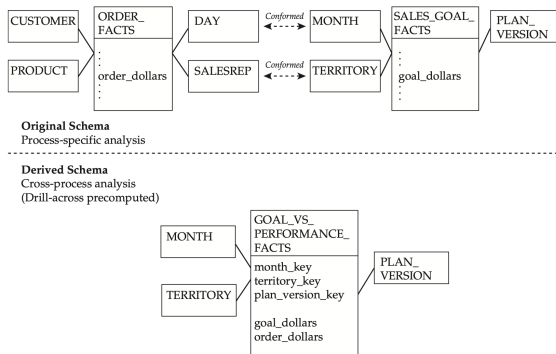 CUSTOMER
PRODUCT
ORDER_
FACTS
.
.
.
order_dollars
.
.
.
DAY
SALESREP
Conformed
Conformed
MONTH
TERRITORY
SALES_GOAL_
FACTS
.
.
.
goal_dollars
.
.
.
PLAN_
VERSION
Original Schema
Process-specific analysis
Derived Schema
Cross-process analysis
(Drill-across precomputed)
MONTH
TERRITORY
GOAL_VS_
PERFORMANCE_
FACTS
month_key
territory_key
plan_version_key
goal_dollars
order_dollars
PLAN_
VERSION